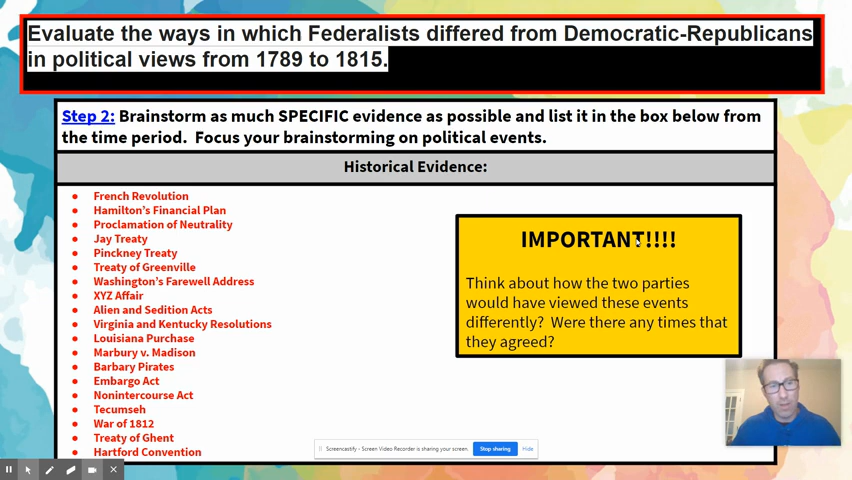 Evaluate the ways in which Federalists differed from Democratic-Republicans
in political views from 1789 to 1815.
Step 2: Brainstorm as much SPECIFIC evidence as possible and list it in the box below from
the time period. Focus your brainstorming on political events.
Historical Evidence:
French Revolution
Hamilton's Financial Plan
Proclamation of Neutrality
Jay Treaty
Pinckney Treaty
Treaty of Greenville
Washington's Farewell Address
XYZ Affair
Alien and Sedition Acts
Virginia and Kentucky Resolutions
Louisiana Purchase
Marbury v. Madison
Barbary Pirates
Embargo Act
Nonintercourse Act
Tecumseh
War of 1812
Treaty of Ghent
Hartford Convention
IMPORTANT!!!!
Think about how the two parties
would have viewed these events
differently? Were there any times that
they agreed?
Screencastify - Screen Video Recorder is sharing your screen.
Stop sharing
Hide